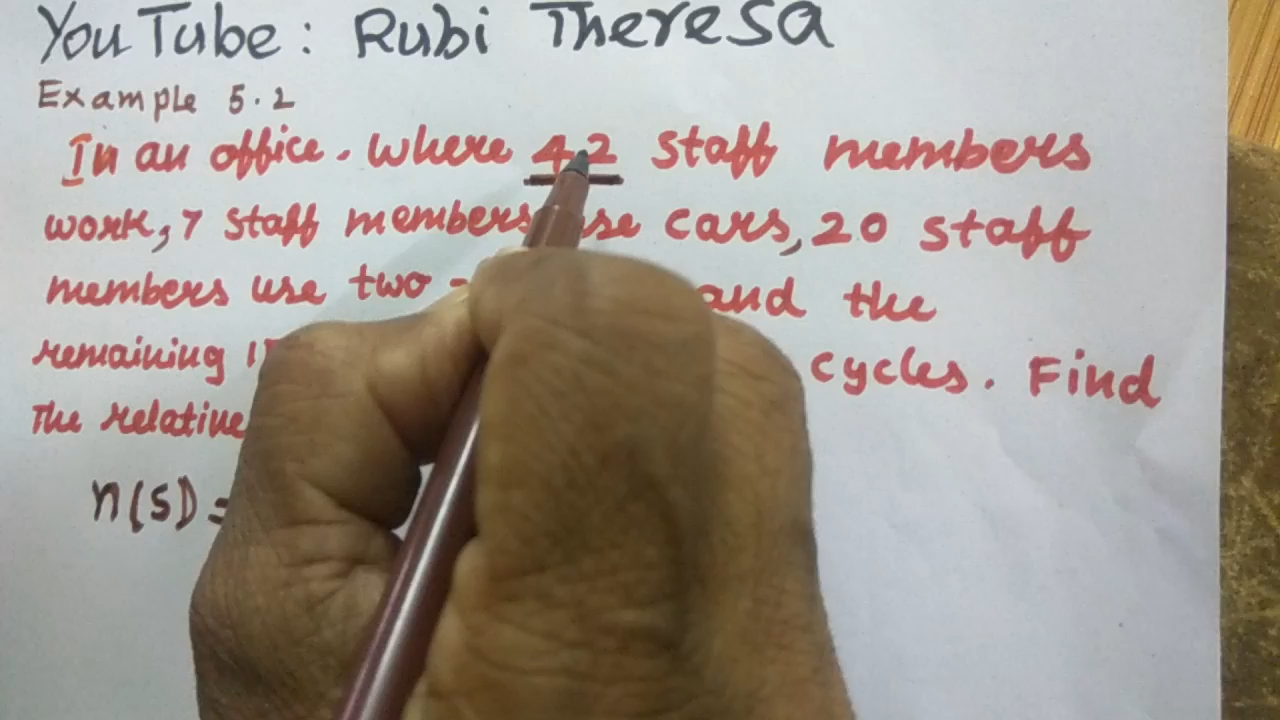 YouTube: Rubi Theresa
Example 5.2
In an office. Where 42 staff members
work, 7 staff members use cars, 20 staff
members use two - and the
remaining cycles. Find
The relative
n(S) =